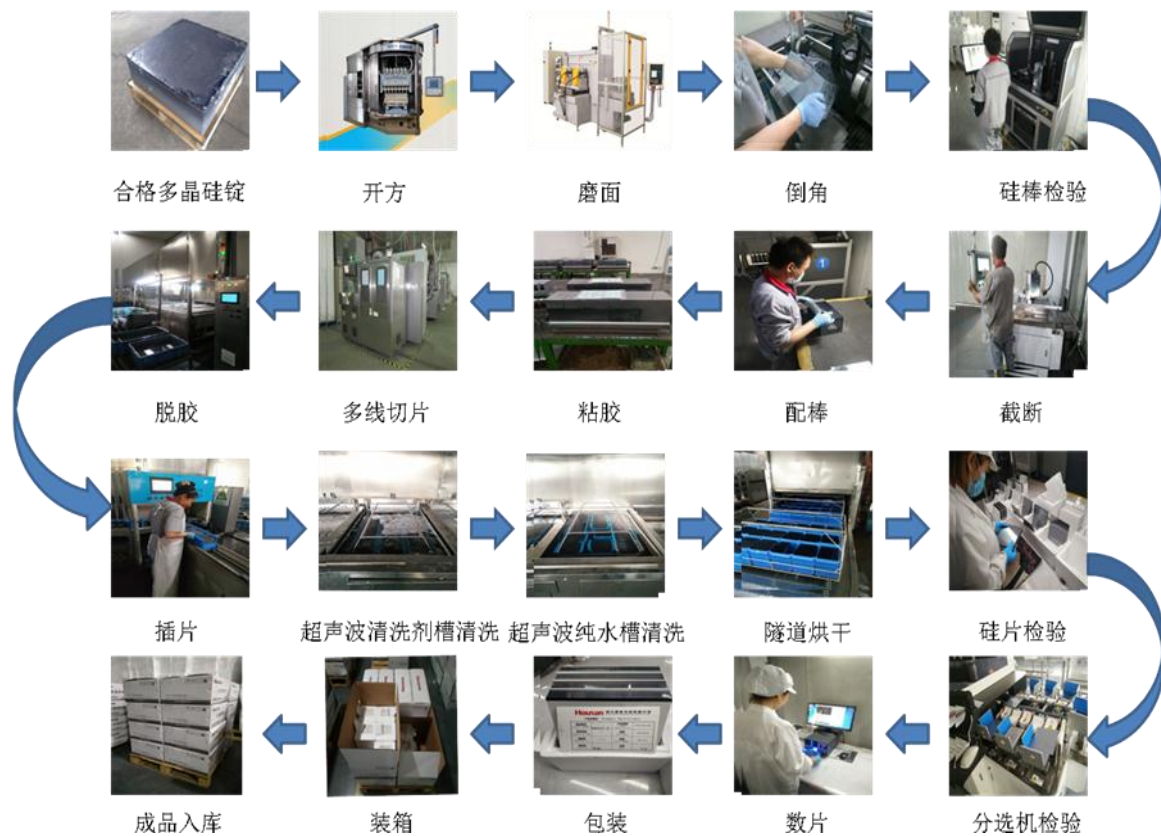 合格多晶硅锭
开方
磨面
倒角
硅棒检验
脱胶
多线切片
粘胶
配棒
截断
插片
超声波清洗剂槽清洗
超声波纯水槽清洗
隧道烘干
硅片检验
成品入库
装箱
包装
数片
分选机检验
1